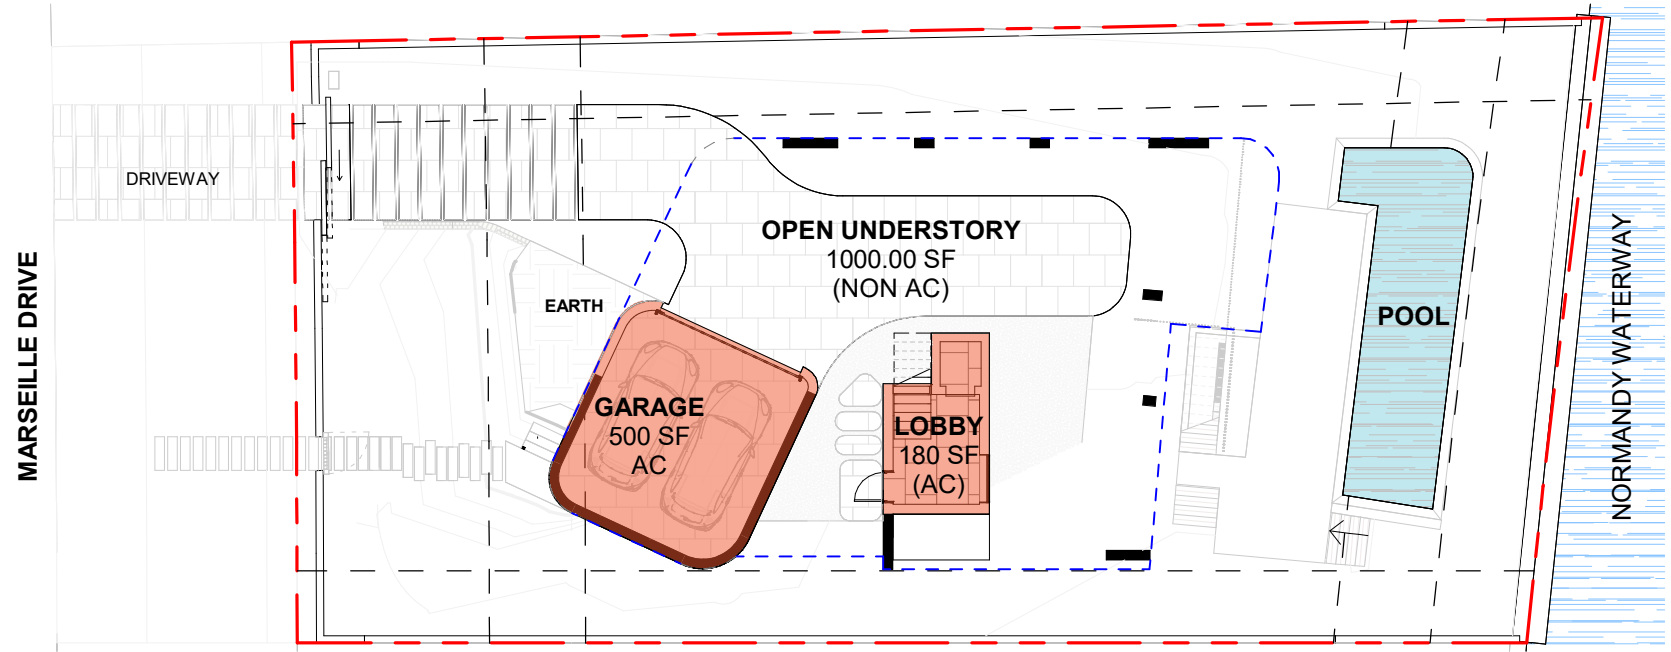 MARSEILLE DRIVE
DRIVEWAY
EARTH
OPEN UNDERSTORY
1000.00 SF
(NON AC)
GARAGE
500 SF
AC
LOBBY
180 SF
(AC)
POOL
NORMANDY WATERWAY